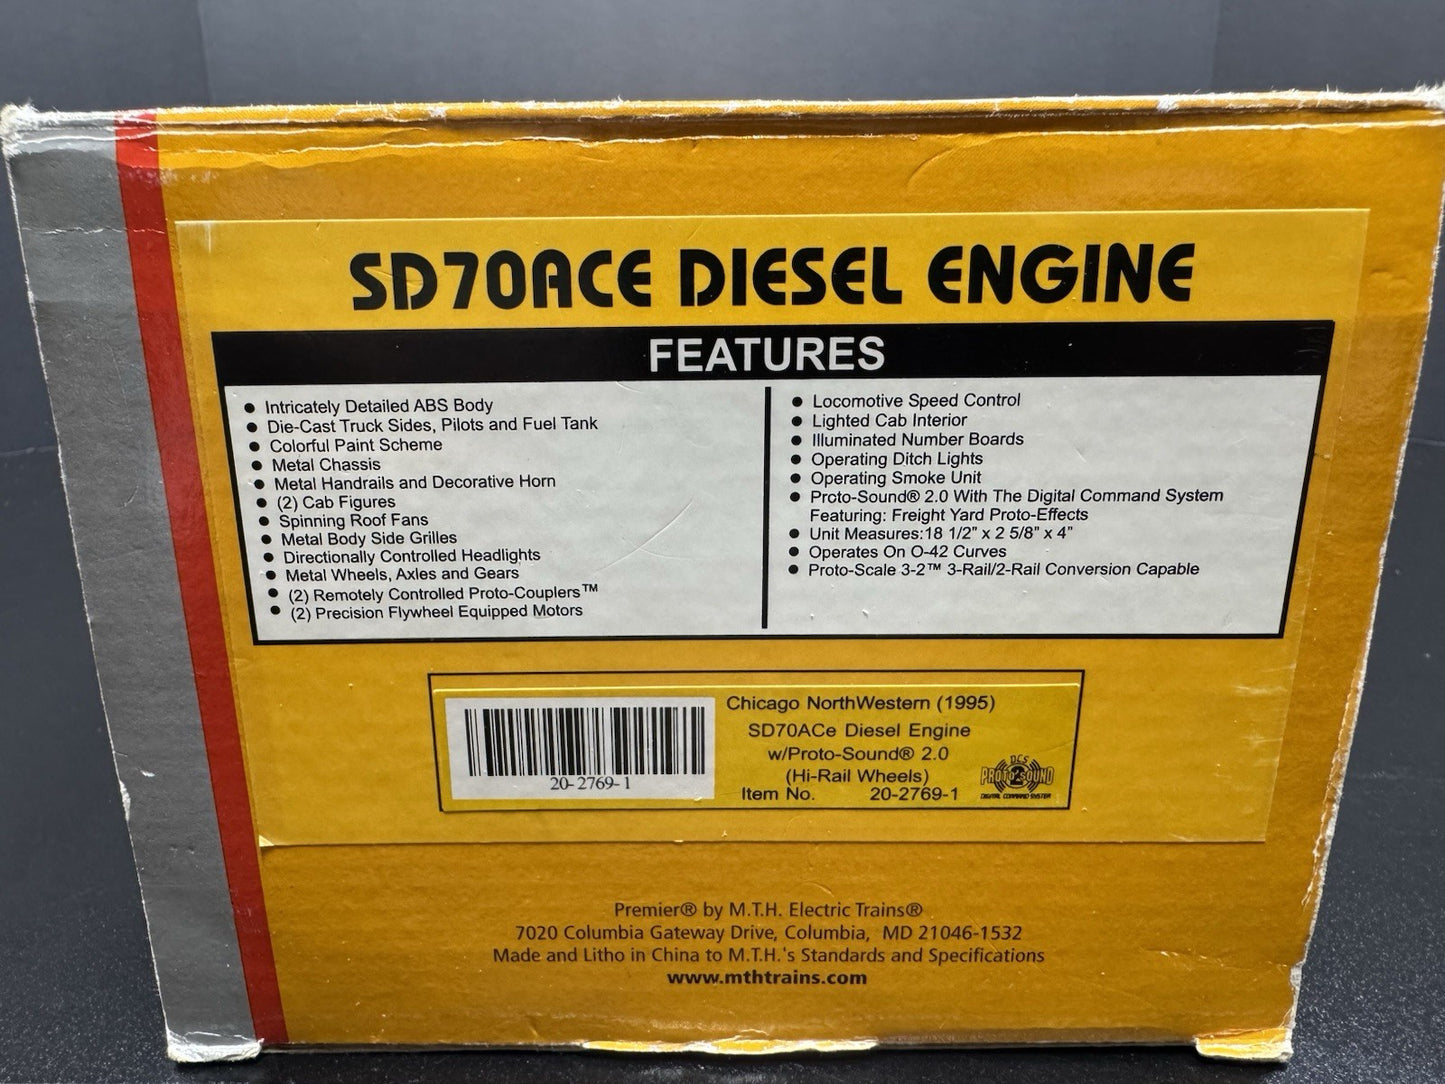 SD70ACE DIESEL ENGINE
FEATURES
● Intricately Detailed ABS Body
● Die-Cast Truck Sides, Pilots and Fuel Tank
● Colorful Paint Scheme
● Metal Chassis
● Metal Handrails and Decorative Horn
● (2) Cab Figures
● Spinning Roof Fans
● Metal Body Side Grilles
● Directionally Controlled Headlights
● Metal Wheels, Axles and Gears
● (2) Remotely Controlled Proto-Couplers™
● (2) Precision Flywheel Equipped Motors
● Locomotive Speed Control
● Lighted Cab Interior
● Illuminated Number Boards
● Operating Ditch Lights
● Operating Smoke Unit
● Proto-Sound® 2.0 With The Digital Command System
Featuring: Freight Yard Proto-Effects
● Unit Measures:18 1/2" x 2 5/8" x 4"
● Operates On O-42 Curves
● Proto-Scale 3-2™ 3-Rail/2-Rail Conversion Capable
20-2769-1
Chicago NorthWestern (1995)
SD70ACe Diesel Engine
w/Proto-Sound® 2.0
(Hi-Rail Wheels)
Item No. 20-2769-1
DCS
PROTO 2 SOUND
DIGITAL COMMAND SYSTEM
Premier® by M.T.H. Electric Trains®
7020 Columbia Gateway Drive, Columbia, MD 21046-1532
Made and Litho in China to M.T.H.'s Standards and Specifications
www.mthtrains.com